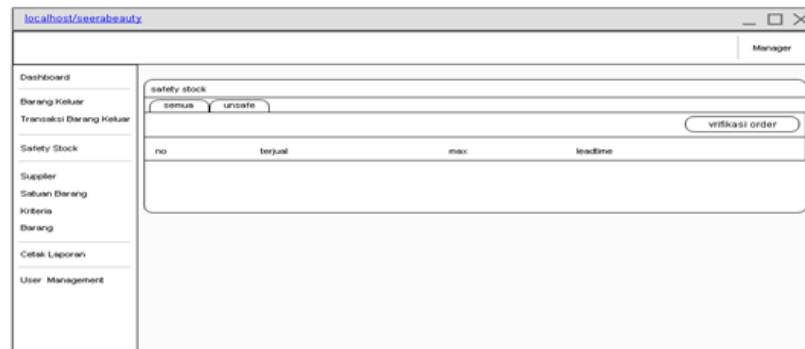 localhost/seerabeauty
Manager
Dashboard
Barang Keluar
Transaksi Barang Keluar
Safety Stock
Supplier
Satuan Barang
Kriteria
Barang
Cetak Laporan
User Management
safety stock
semua unsafe
vrifikasi order
no terjual max leadtime